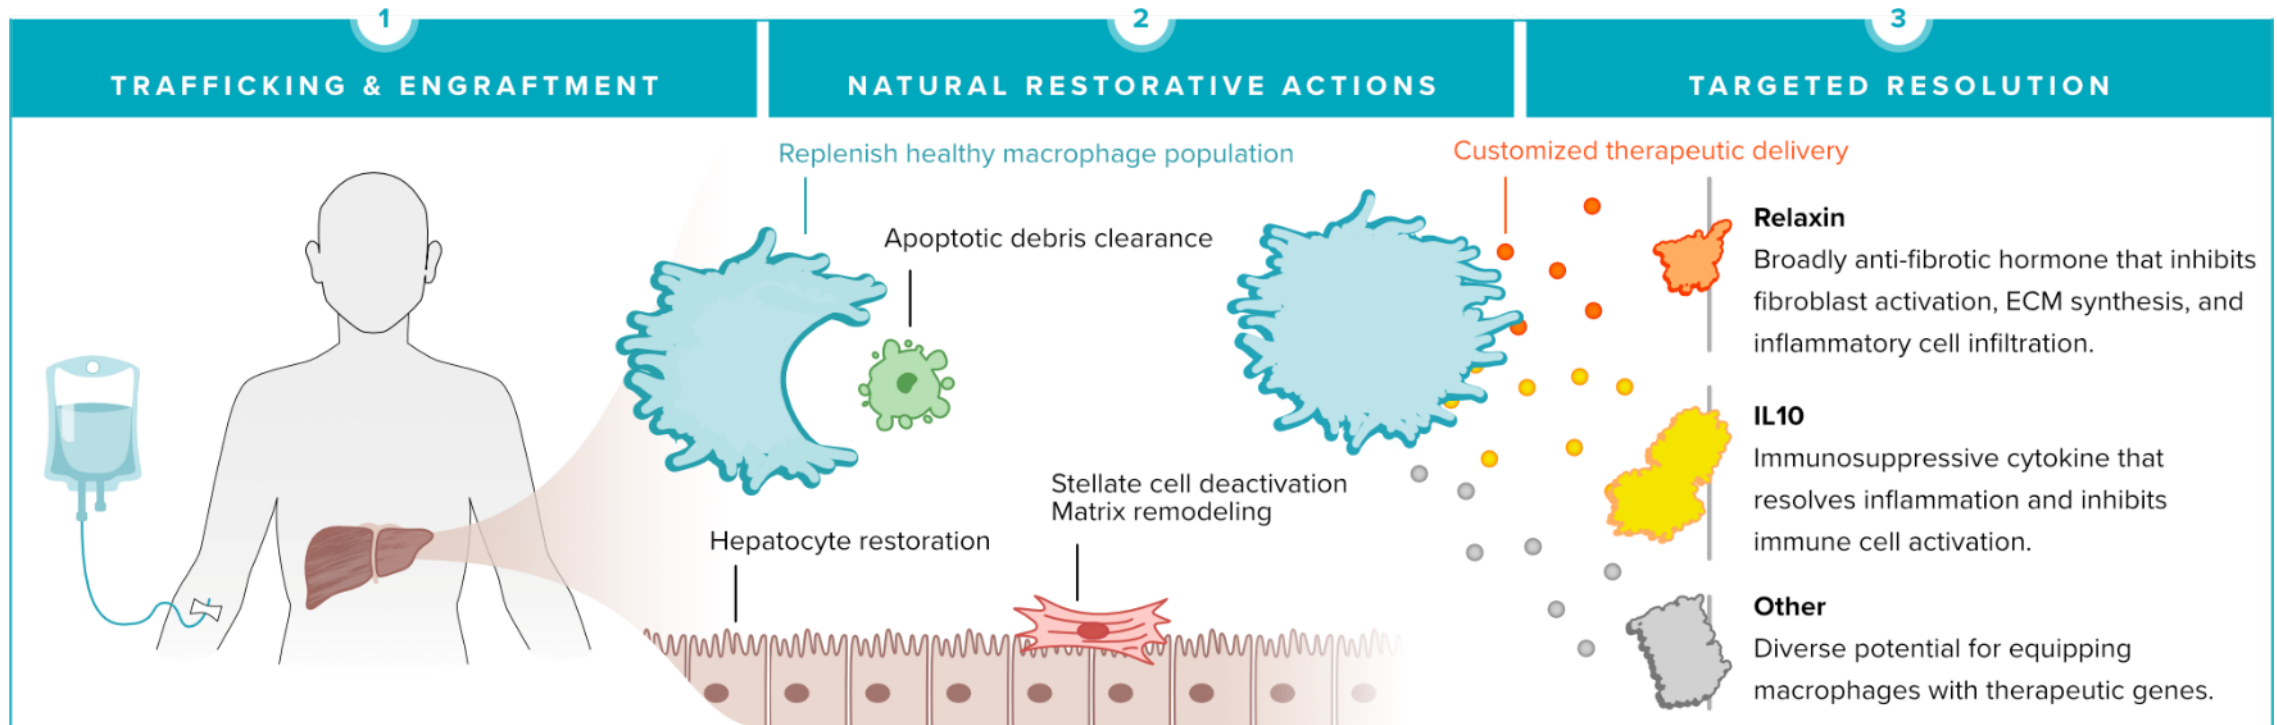 1
TRAFFICKING & ENGRAFTMENT
2
NATURAL RESTORATIVE ACTIONS
3
TARGETED RESOLUTION
Replenish healthy macrophage population
Apoptotic debris clearance
Hepatocyte restoration
Stellate cell deactivation
Matrix remodeling
Customized therapeutic delivery
Relaxin
Broadly anti-fibrotic hormone that inhibits
fibroblast activation, ECM synthesis, and
inflammatory cell infiltration.
IL10
Immunosuppressive cytokine that
resolves inflammation and inhibits
immune cell activation.
Other
Diverse potential for equipping
macrophages with therapeutic genes.